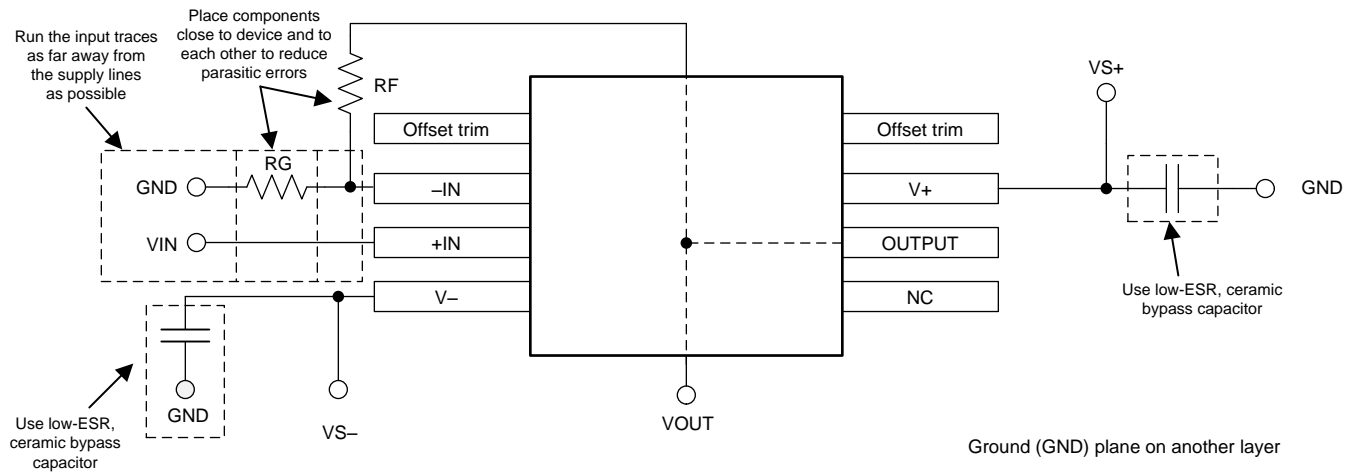 Run the input traces
as far away from
the supply lines
as possible
Place components
close to device and to
each other to reduce
parasitic errors
RF
RG
GND
VIN
Offset trim
–IN
+IN
V–
Offset trim
V+
OUTPUT
NC
VS+
GND
Use low-ESR, ceramic
bypass capacitor
GND
Use low-ESR,
ceramic bypass
capacitor
VS–
VOUT
Ground (GND) plane on another layer